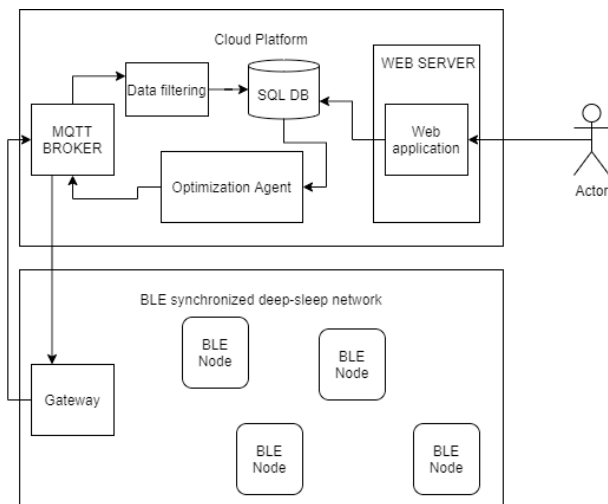 Cloud Platform
Data filtering
SQL DB
WEB SERVER
MQTT
BROKER
Web
application
Optimization Agent
Actor
BLE synchronized deep-sleep network
BLE
Node
BLE
Node
Gateway
BLE
Node
BLE
Node